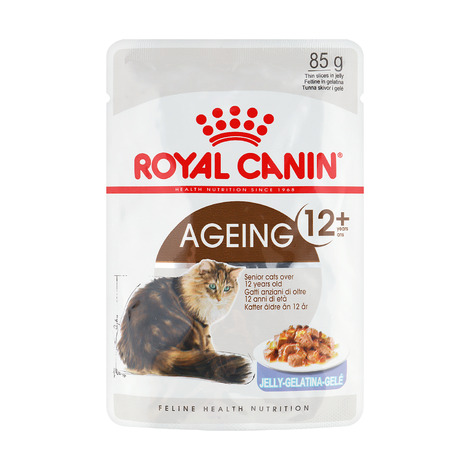 85 g
Thin slices in jelly
Fettine in gelatina
Tunna skivor i gelé
ROYAL CANIN®
HEALTH NUTRITION SINCE 1968
AGEING 12+
years
ans
Senior cats over
12 years old
Gatti anziani di oltre
12 anni di età
Katter äldre än 12 år
JELLY-GELATINA-GELÉ
FELINE HEALTH NUTRITION